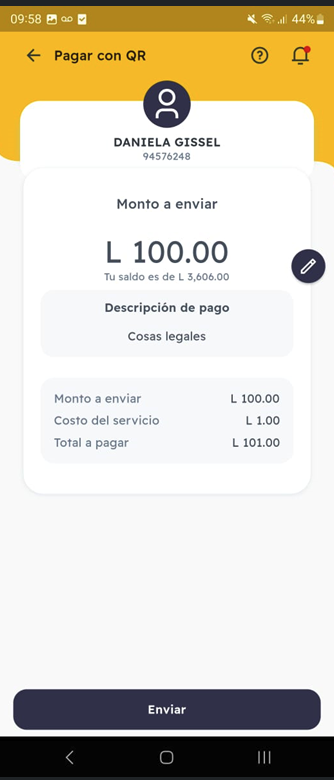 09:58 44%
Pagar con QR
DANIELA GISSEL
94576248
Monto a enviar
L 100.00
Tu saldo es de L 3,606.00
Descripción de pago
Cosas legales
Monto a enviar L 100.00
Costo del servicio L 1.00
Total a pagar L 101.00
Enviar